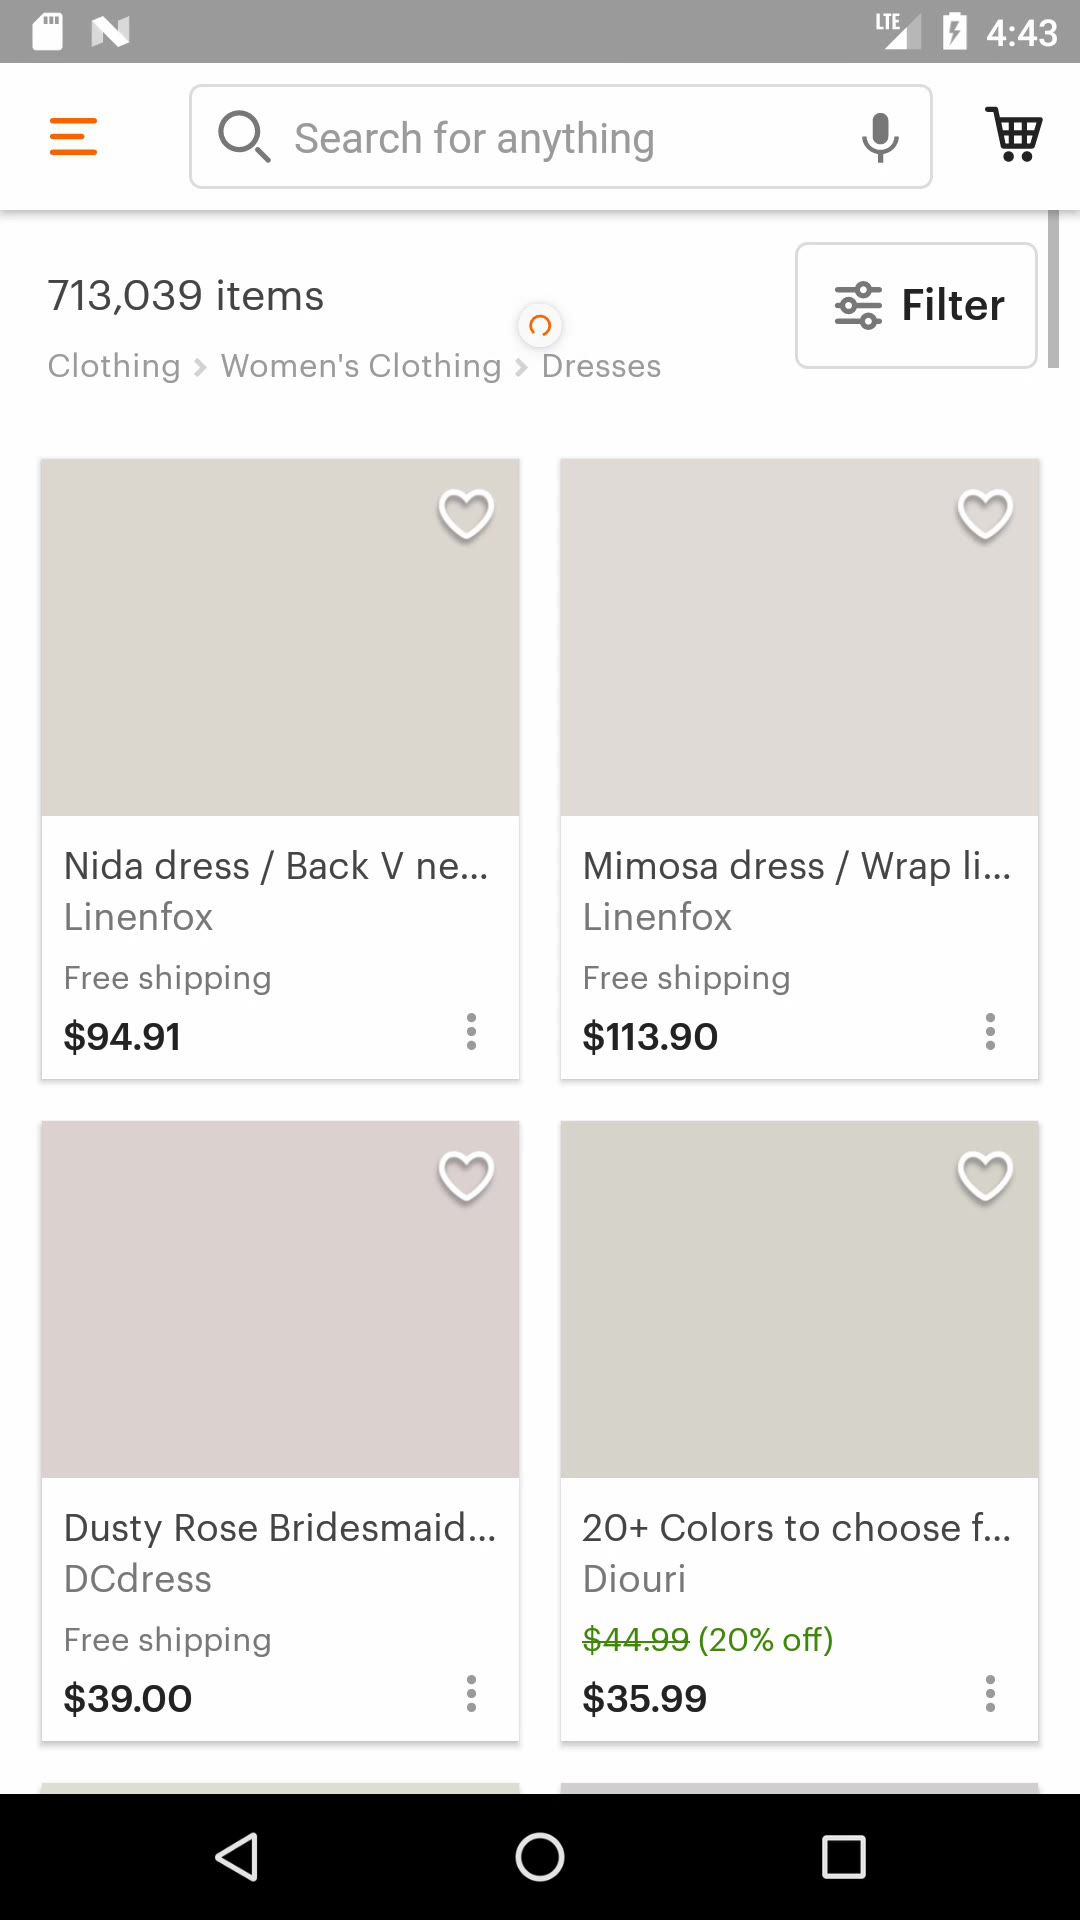 LTE 4:43
Search for anything
713,039 items
Filter
Clothing > Women's Clothing > Dresses
Nida dress / Back V ne...
Linenfox
Free shipping
$94.91
Mimosa dress / Wrap li...
Linenfox
Free shipping
$113.90
Dusty Rose Bridesmaid...
DCdress
Free shipping
$39.00
20+ Colors to choose f...
Diouri
$44.99 (20% off)
$35.99